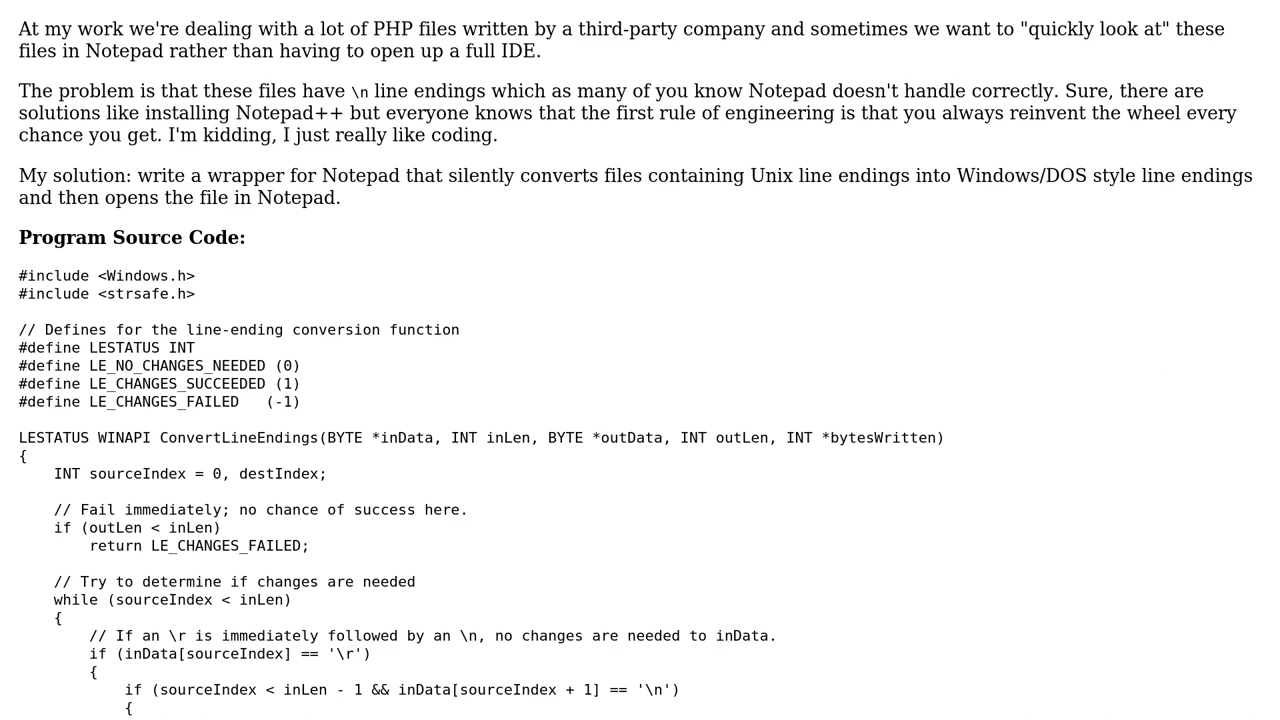 At my work we're dealing with a lot of PHP files written by a third-party company and sometimes we want to "quickly look at" these
files in Notepad rather than having to open up a full IDE.
The problem is that these files have \n line endings which as many of you know Notepad doesn't handle correctly. Sure, there are
solutions like installing Notepad++ but everyone knows that the first rule of engineering is that you always reinvent the wheel every
chance you get. I'm kidding, I just really like coding.
My solution: write a wrapper for Notepad that silently converts files containing Unix line endings into Windows/DOS style line endings
and then opens the file in Notepad.
Program Source Code:
#include <Windows.h>
#include <strsafe.h>
// Defines for the line-ending conversion function
#define LESTATUS INT
#define LE_NO_CHANGES_NEEDED (0)
#define LE_CHANGES_SUCCEEDED (1)
#define LE_CHANGES_FAILED   (-1)
LESTATUS WINAPI ConvertLineEndings(BYTE *inData, INT inLen, BYTE *outData, INT outLen, INT *bytesWritten)
{
    INT sourceIndex = 0, destIndex;
    // Fail immediately; no chance of success here.
    if (outLen < inLen)
        return LE_CHANGES_FAILED;
    // Try to determine if changes are needed
    while (sourceIndex < inLen)
    {
        // If an \r is immediately followed by an \n, no changes are needed to inData.
        if (inData[sourceIndex] == '\r')
        {
            if (sourceIndex < inLen - 1 && inData[sourceIndex + 1] == '\n')
            {